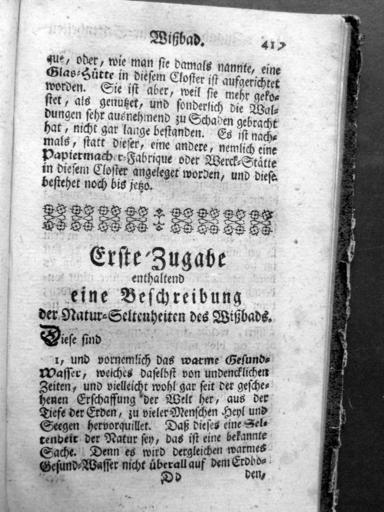 Wißbad. 417
que, oder, wie man sie damals nannte, eine
Glas-Hütte in diesem Closter ist aufgerichtet
worden. Sie ist aber, weil sie mehr geko-
stet, als genützet, und sonderlich die Wal-
dungen sehr ausnehmend zu Schaden gebracht
hat, nicht gar lange bestanden. Es ist nach-
mals, statt dieser, eine andere, nemlich eine
Papiermacher-Fabrique oder Werck-Stätte
in diesem Closter angeleget worden, und diese
bestehet noch bis jetzo.
Erste Zugabe
enthaltend
eine Beschreibung
der Natur-Seltenheiten des Wißbads.
Diese sind
1, und vornemlich das warme Gesund-
Wasser, welches daselbst von undencklichen
Zeiten, und vielleicht wohl gar seit der gesche-
henen Erschaffung der Welt her, aus der
Tiefe der Erden, zu vieler Menschen Heyl und
Seegen hervorquillet. Daß dieses eine Sel-
tenheit der Natur sey, das ist eine bekannte
Sache. Denn es wird dergleichen warmes
Gesund-Wasser nicht überall auf dem Erdbo-
Dd den,